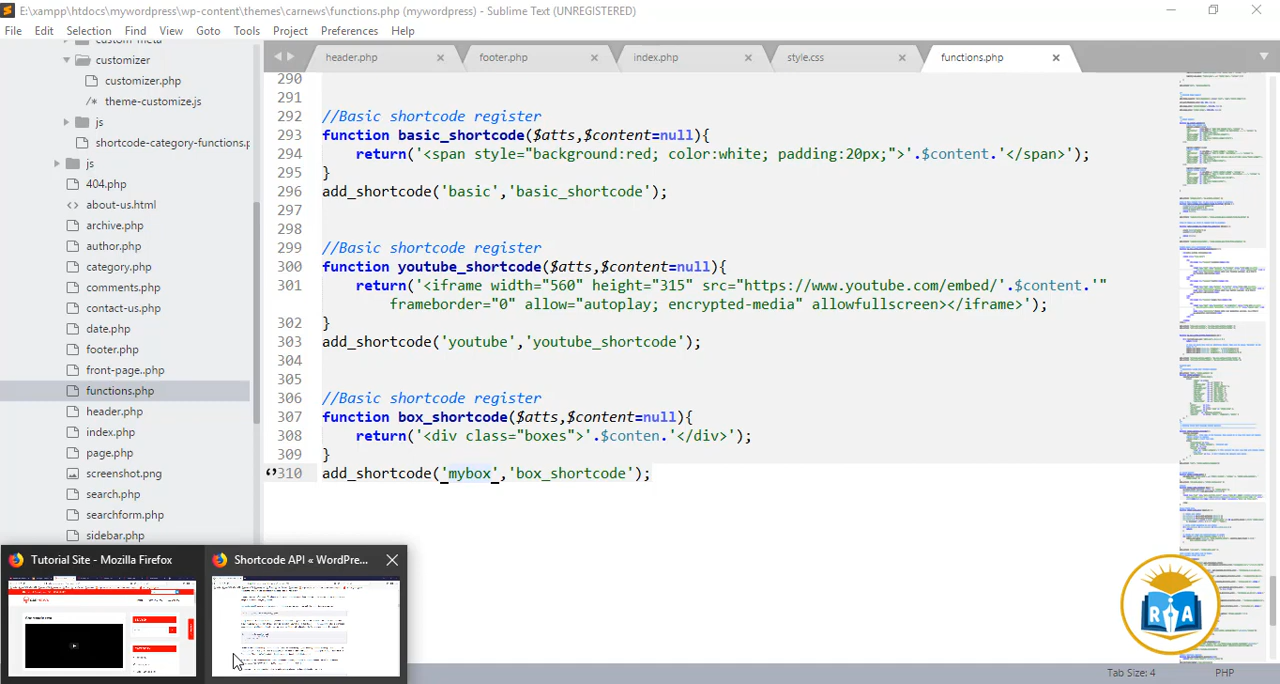 E:\xampp\htdocs\mywordpress\wp-content\themes\carnews\functions.php (mywordpress) - Sublime Text (UNREGISTERED)
File Edit Selection Find View Goto Tools Project Preferences Help
header.php footer.php index.php style.css functions.php
custom-meta
customizer
customizer.php
/* theme-customize.js
js
shortcode-category-functions.p
js
404.php
<> about-us.html
archive.php
author.php
category.php
comments.php
contact-us.php
date.php
footer.php
front-page.php
functions.php
header.php
index.php
page.php
screenshot.png
search.php
searchform.php
sidebar.php
290
291
292 //Basic shortcode register
293 function basic_shortcode($atts,$content=null){
294 return('<span style="background:red; color:white; padding:20px;">'.$content.'</span>');
295 }
296 add_shortcode('basic','basic_shortcode');
297
298
299 //Basic shortcode register
300 function youtube_shortcode($atts,$content=null){
301 return('<iframe width="560" height="315" src="https://www.youtube.com/embed/'.$content.'"
frameborder="0" allow="autoplay; encrypted-media" allowfullscreen></iframe>');
302 }
303 add_shortcode('youtube','youtube_shortcode');
304
305
306 //Basic shortcode register
307 function box_shortcode($atts,$content=null){
308 return('<div class="boxes">'.$conten.'</div>');
309 }
310 add_shortcode('mybox','box_shortcode');
Tutorial Site - Mozilla Firefox
Shortcode API « WordPre...
R A
Tab Size: 4 PHP